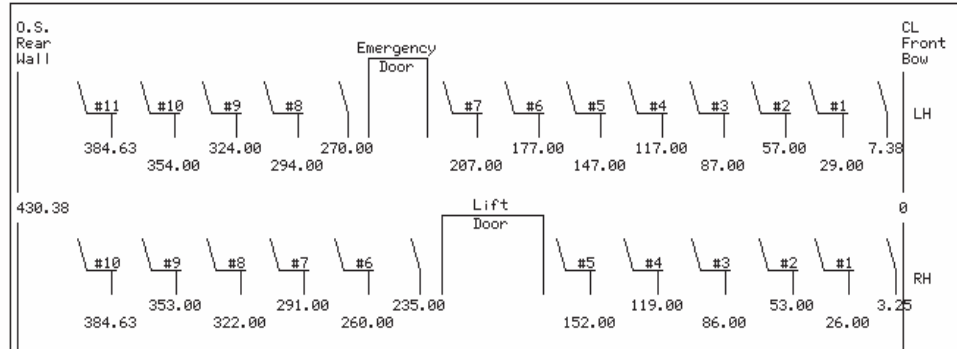 O.S. Rear Wall
CL Front Bow
Emergency Door
#11 #10 #9 #8 #7 #6 #5 #4 #3 #2 #1 LH
384.63 324.00 270.00 177.00 117.00 57.00 7.38
354.00 294.00 207.00 147.00 87.00 29.00
430.38 0
Lift Door
#10 #9 #8 #7 #6 #5 #4 #3 #2 #1 RH
353.00 291.00 235.00 119.00 53.00 3.25
384.63 322.00 260.00 152.00 86.00 26.00